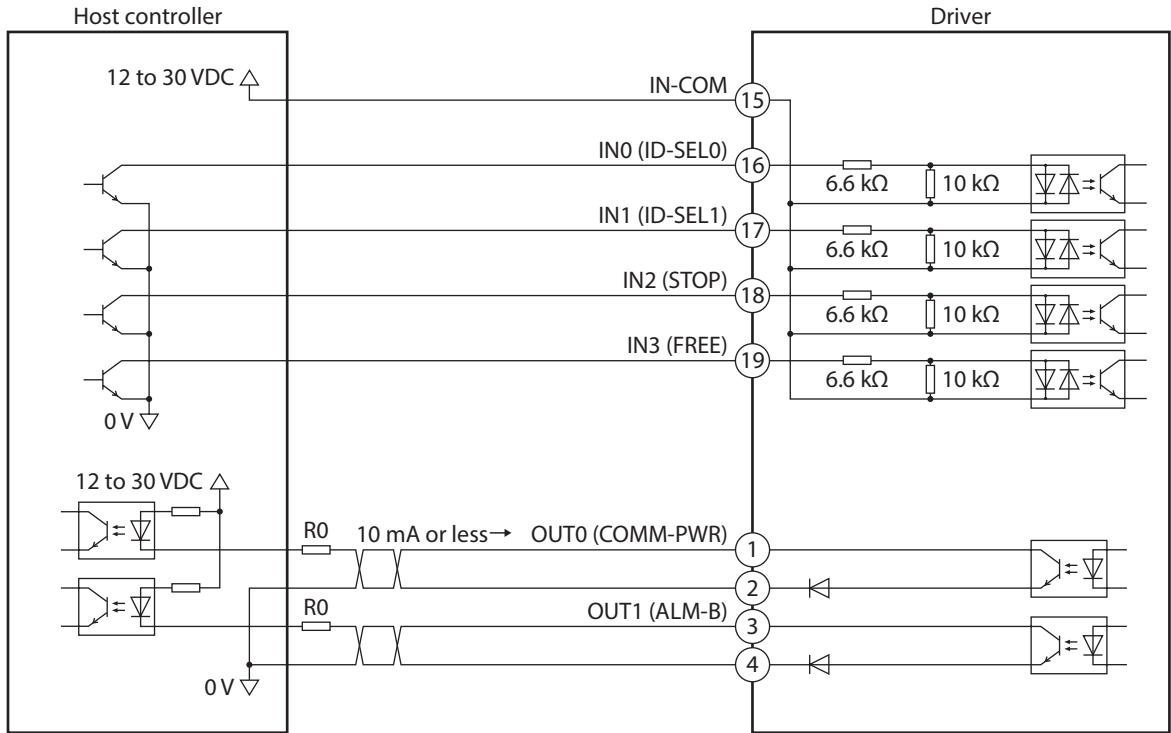 Host controller
Driver
12 to 30 VDC
IN-COM
15
IN0 (ID-SEL0)
16
6.6 kΩ
10 kΩ
IN1 (ID-SEL1)
17
6.6 kΩ
10 kΩ
IN2 (STOP)
18
6.6 kΩ
10 kΩ
IN3 (FREE)
19
6.6 kΩ
10 kΩ
0 V
12 to 30 VDC
R0
10 mA or less→
OUT0 (COMM-PWR)
1
2
R0
OUT1 (ALM-B)
3
4
0 V